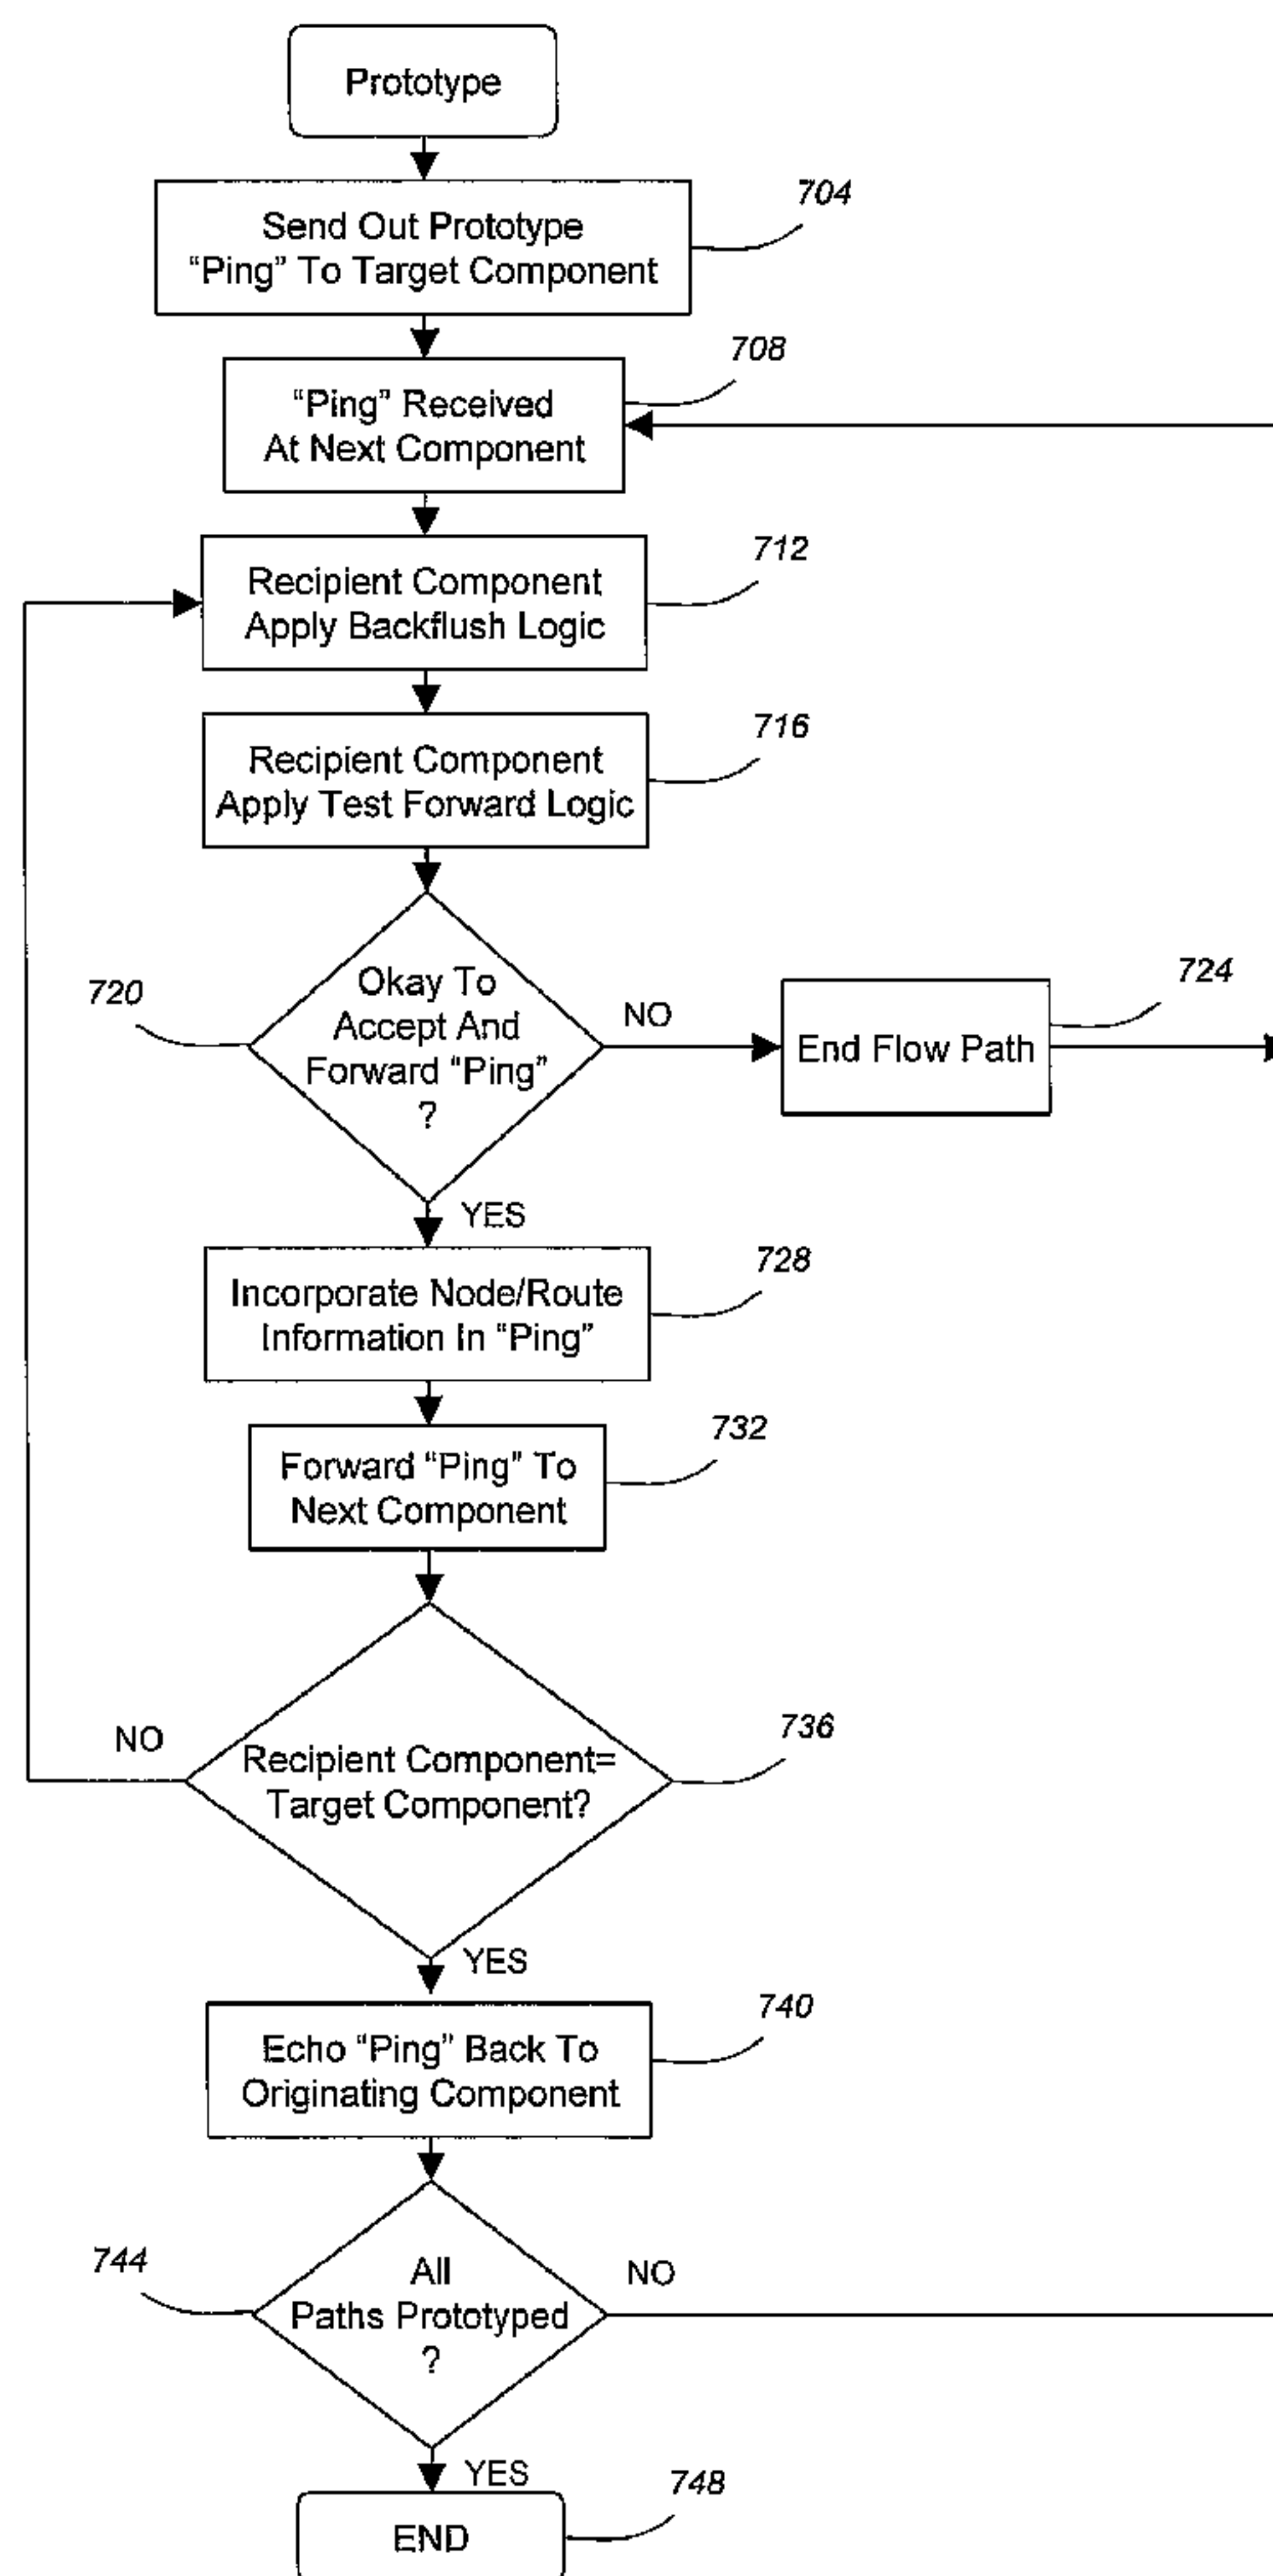 Prototype
704
Send Out Prototype
“Ping” To Target Component
708
“Ping” Received
At Next Component
712
Recipient Component
Apply Backflush Logic
716
Recipient Component
Apply Test Forward Logic
720
Okay To
Accept And
Forward “Ping”
?
NO
724
End Flow Path
YES
728
Incorporate Node/Route
Information In “Ping”
732
Forward “Ping” To
Next Component
NO
736
Recipient Component=
Target Component?
YES
740
Echo “Ping” Back To
Originating Component
744
All
Paths Prototyped
?
NO
YES
748
END